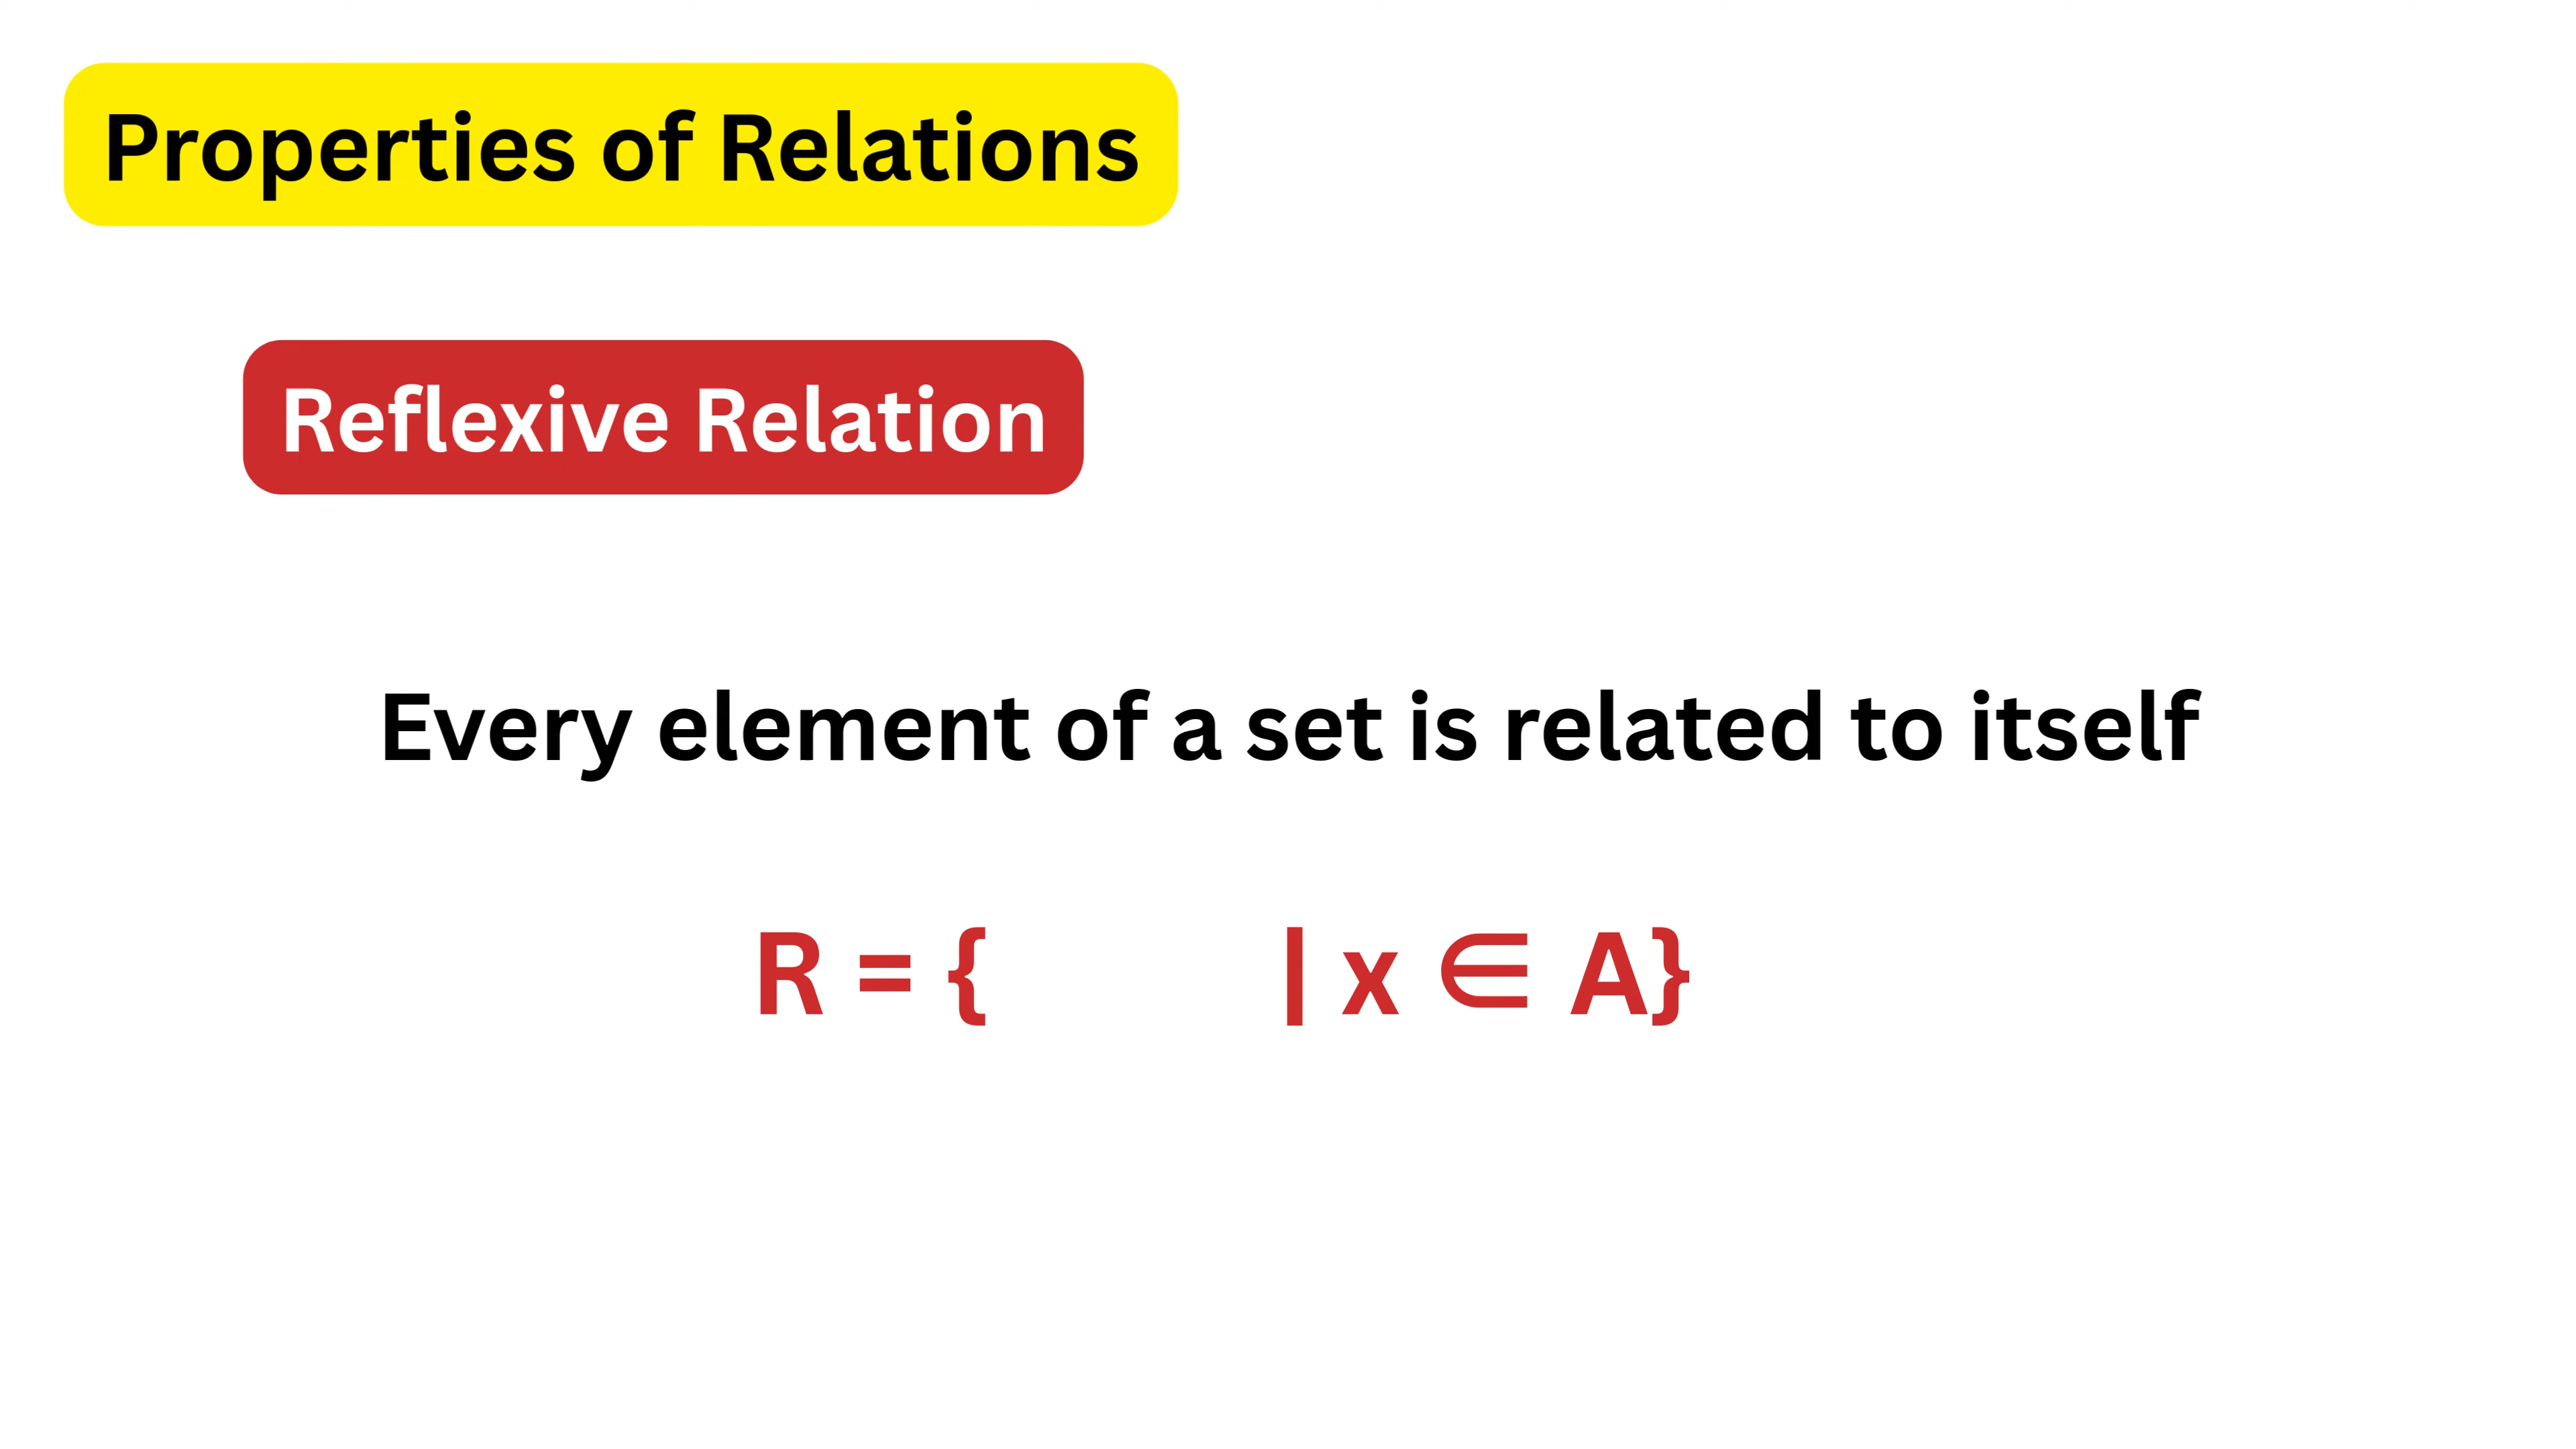 Properties of Relations
Reflexive Relation
Every element of a set is related to itself
R = { | x ∈ A}